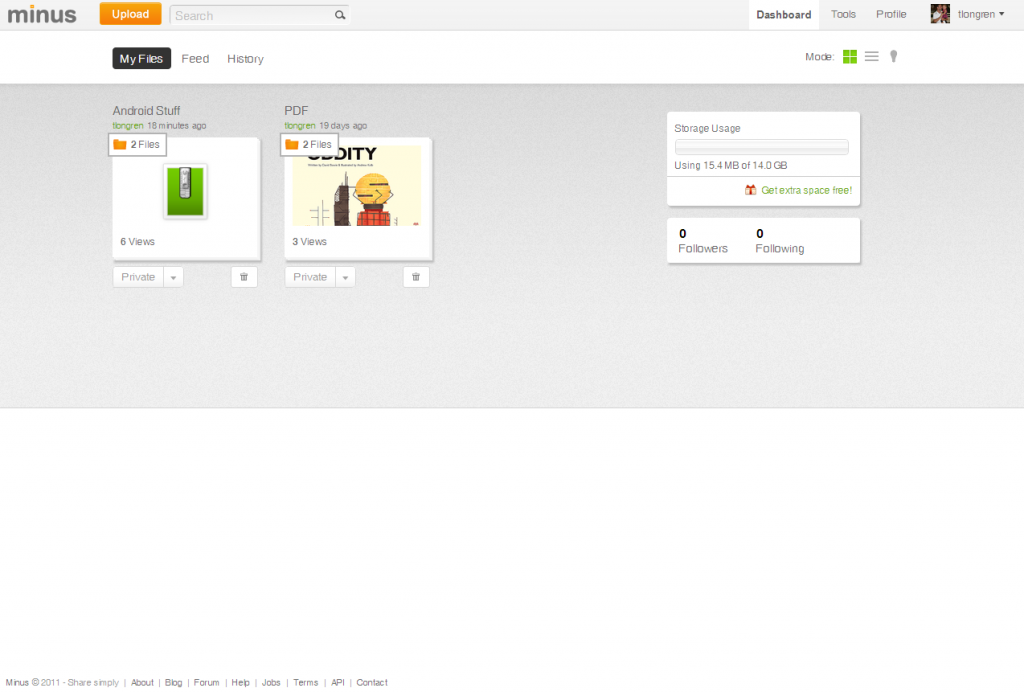 minus
Upload
Search
Dashboard
Tools
Profile
tlongren
My Files
Feed
History
Mode:
Android Stuff
tlongren 18 minutes ago
2 Files
6 Views
Private
PDF
tlongren 19 days ago
2 Files
ODDITY
3 Views
Private
Storage Usage
Using 15.4 MB of 14.0 GB
Get extra space free!
0
Followers
0
Following
Minus © 2011 - Share simply | About | Blog | Forum | Help | Jobs | Terms | API | Contact